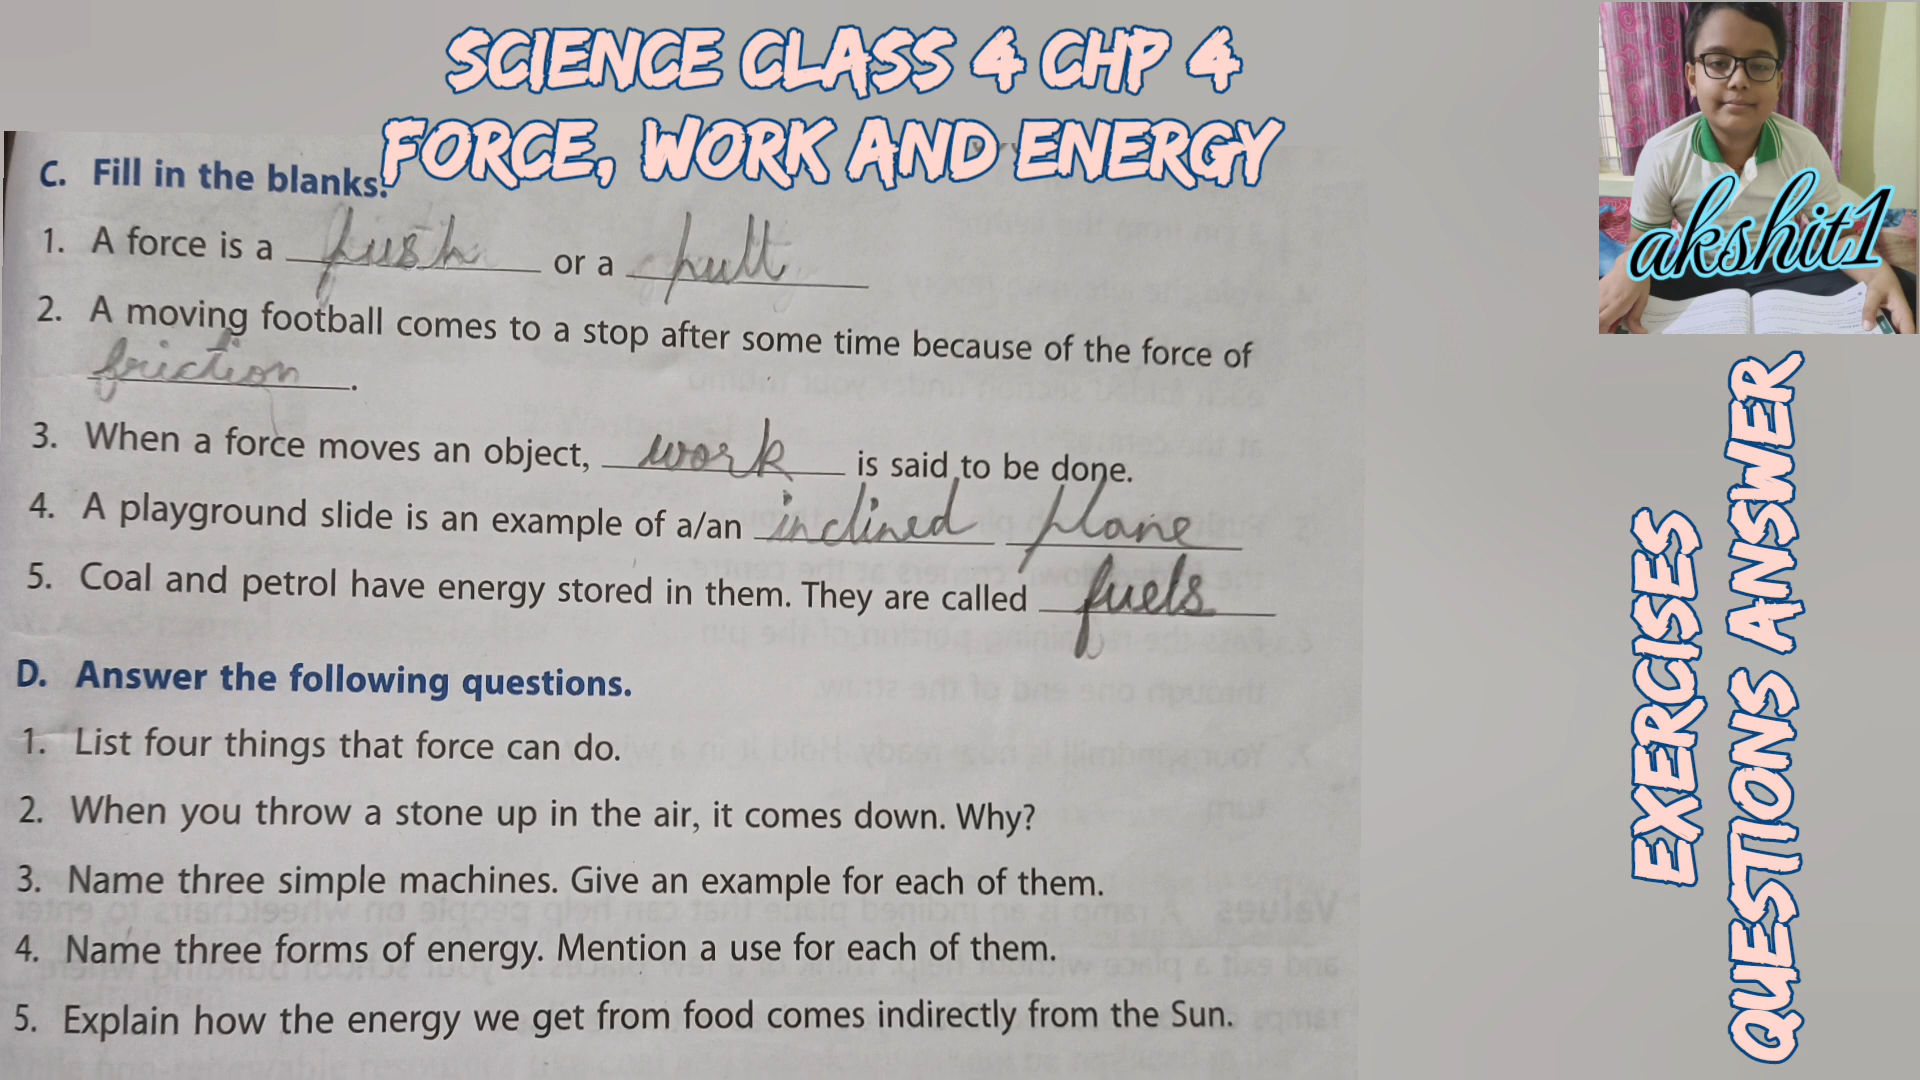 SCIENCE CLASS 4 CHP 4
FORCE, WORK AND ENERGY
C. Fill in the blanks.
1. A force is a push or a pull
2. A moving football comes to a stop after some time because of the force of
friction.
3. When a force moves an object, work is said to be done.
4. A playground slide is an example of a/an inclined plane
5. Coal and petrol have energy stored in them. They are called fuels
D. Answer the following questions.
1. List four things that force can do.
2. When you throw a stone up in the air, it comes down. Why?
3. Name three simple machines. Give an example for each of them.
4. Name three forms of energy. Mention a use for each of them.
5. Explain how the energy we get from food comes indirectly from the Sun.
akshit1
EXERCISES
QUESTIONS ANSWER